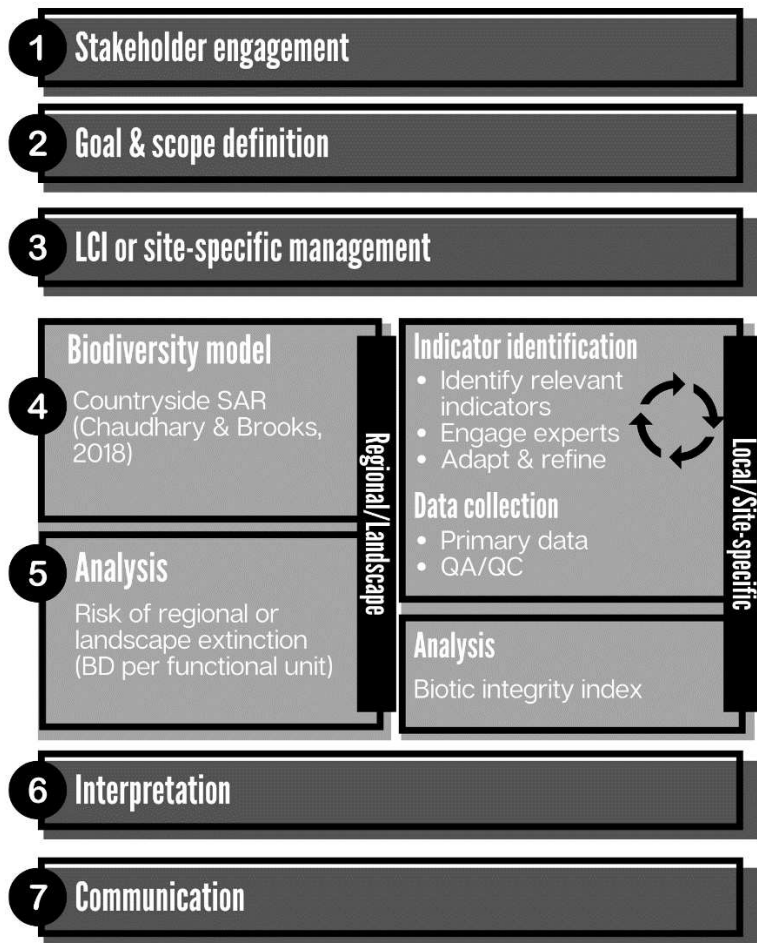 1 Stakeholder engagement
2 Goal & scope definition
3 LCI or site-specific management
4
Biodiversity model
Countryside SAR
(Chaudhary & Brooks,
2018)
5 Analysis
Risk of regional or
landscape extinction
(BD per functional unit)
Regional/Landscape
Indicator identification
• Identify relevant
indicators
• Engage experts
• Adapt & refine
Data collection
• Primary data
• QA/QC
Analysis
Biotic integrity index
Local/Site-specific
6 Interpretation
7 Communication